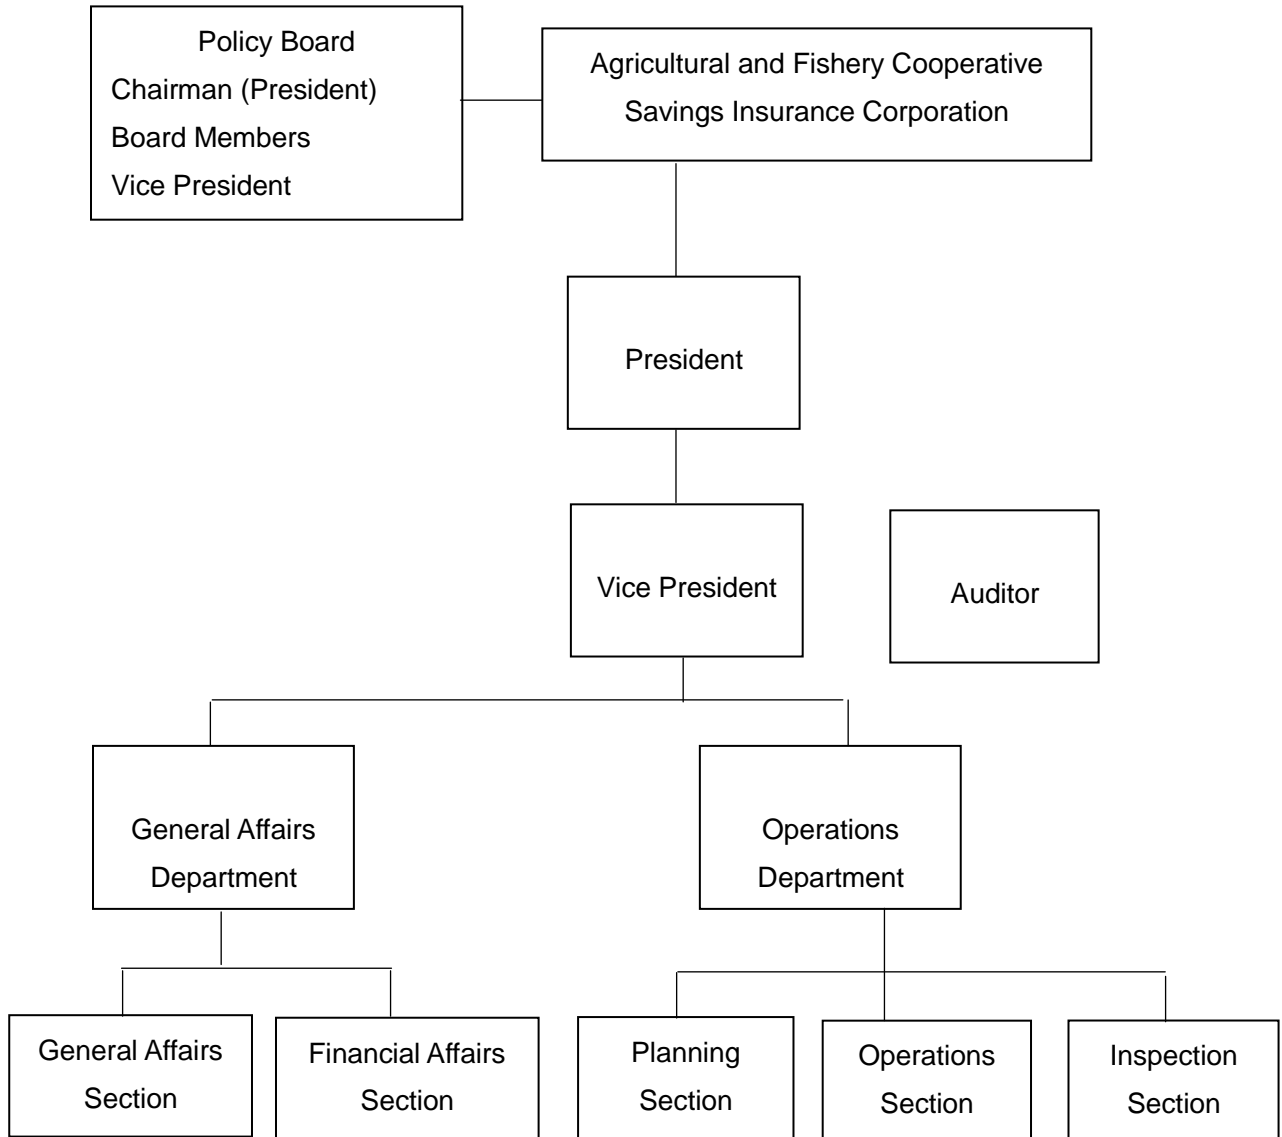 Policy Board
Chairman (President)
Board Members
Vice President
Agricultural and Fishery Cooperative
Savings Insurance Corporation
President
Vice President
Auditor
General Affairs
Department
Operations
Department
General Affairs
Section
Financial Affairs
Section
Planning
Section
Operations
Section
Inspection
Section